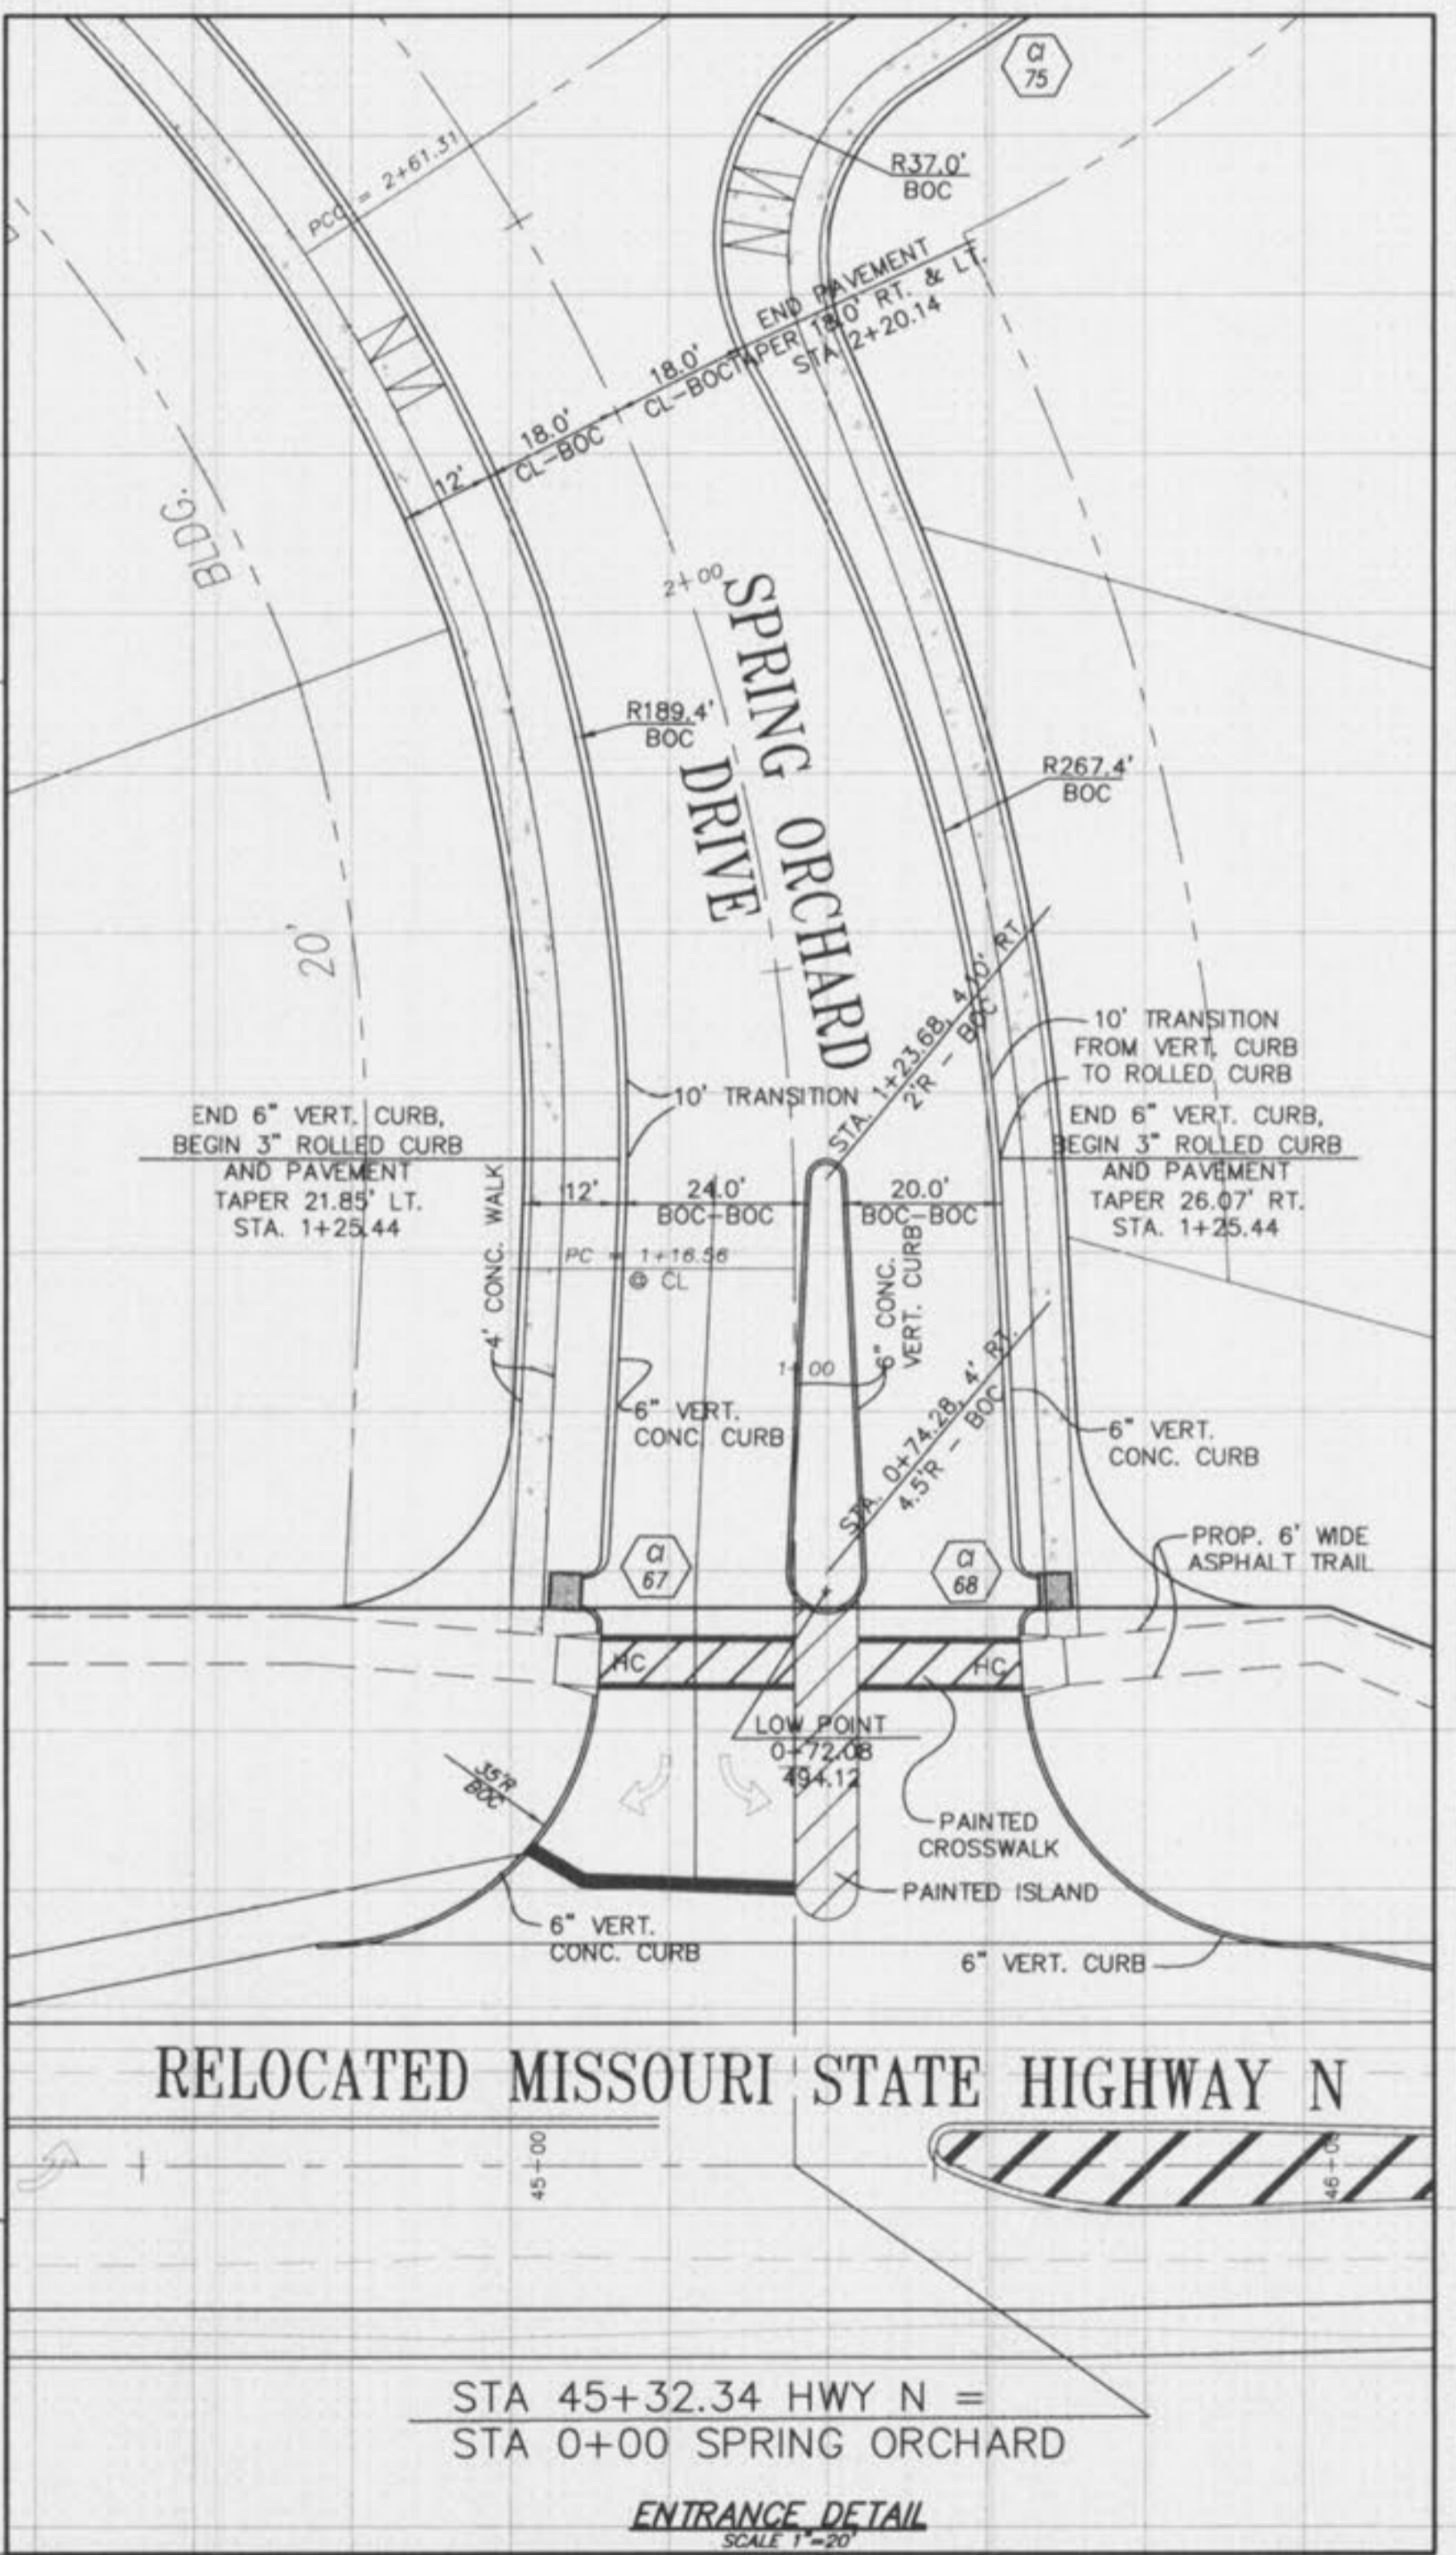 CI
75
R37.0'
BOC
PCC = 2+61.31
END PAVEMENT
TAPER 18.0' RT. & LT.
STA. 2+20.14
18.0'
CL-BOC
18.0'
CL-BOC
12'
BLDG.
2+00
SPRING ORCHARD
DRIVE
R189.4'
BOC
R267.4'
BOC
20'
STA. 1+23.68, 4.10' RT.
2'R - BOC
10' TRANSITION
FROM VERT. CURB
TO ROLLED CURB
10' TRANSITION
END 6" VERT. CURB,
BEGIN 3" ROLLED CURB
AND PAVEMENT
TAPER 21.85' LT.
STA. 1+25.44
END 6" VERT. CURB,
BEGIN 3" ROLLED CURB
AND PAVEMENT
TAPER 26.07' RT.
STA. 1+25.44
12'
24.0'
BOC-BOC
20.0'
BOC-BOC
4' CONC. WALK
PC = 1+16.56
@ CL
6" CONC.
VERT. CURB
1+00
6" VERT.
CONC. CURB
STA. 0+74.28, 4' RT.
4.5'R - BOC
6" VERT.
CONC. CURB
PROP. 6' WIDE
ASPHALT TRAIL
CI
67
CI
68
HC
HC
LOW POINT
0+72.08
494.12
35'R
BOC
PAINTED
CROSSWALK
PAINTED ISLAND
6" VERT.
CONC. CURB
6" VERT. CURB
RELOCATED MISSOURI STATE HIGHWAY N
45+00
46+00
STA 45+32.34 HWY N =
STA 0+00 SPRING ORCHARD
ENTRANCE DETAIL
SCALE 1"=20'